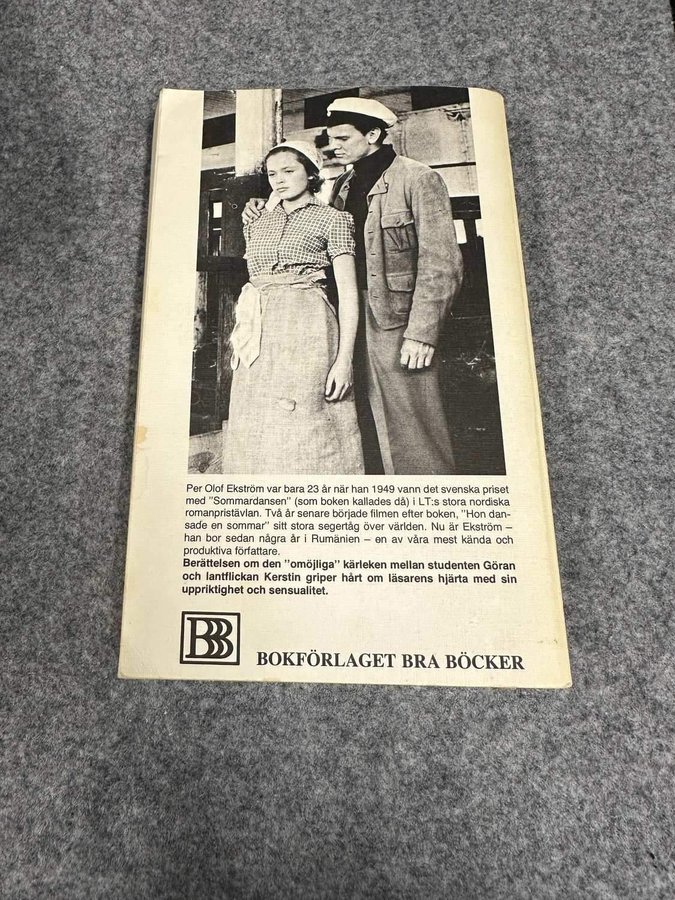 Per Olof Ekström var bara 23 år när han 1949 vann det svenska priset
med "Sommardansen" (som boken kallades då) i LT:s stora nordiska
romanpristävlan. Två år senare började filmen efter boken, "Hon dan-
sade en sommar" sitt stora segertåg över världen. Nu är Ekström –
han bor sedan några år i Rumänien – en av våra mest kända och
produktiva författare.
Berättelsen om den "omöjliga" kärleken mellan studenten Göran
och lantflickan Kerstin griper hårt om läsarens hjärta med sin
uppriktighet och sensualitet.
BBB
BOKFÖRLAGET BRA BÖCKER